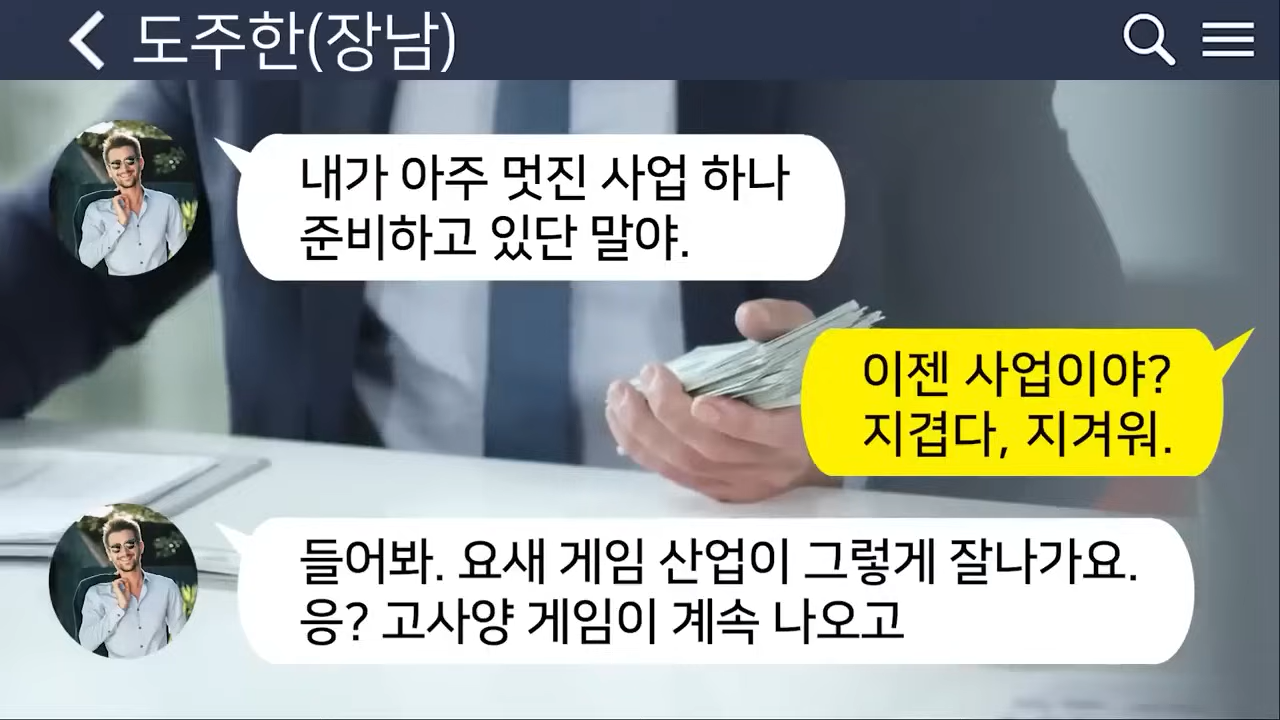 도주한(장남)
내가 아주 멋진 사업 하나
준비하고 있단 말야.
이젠 사업이야?
지겹다, 지겨워.
들어봐. 요새 게임 산업이 그렇게 잘나가요.
응? 고사양 게임이 계속 나오고